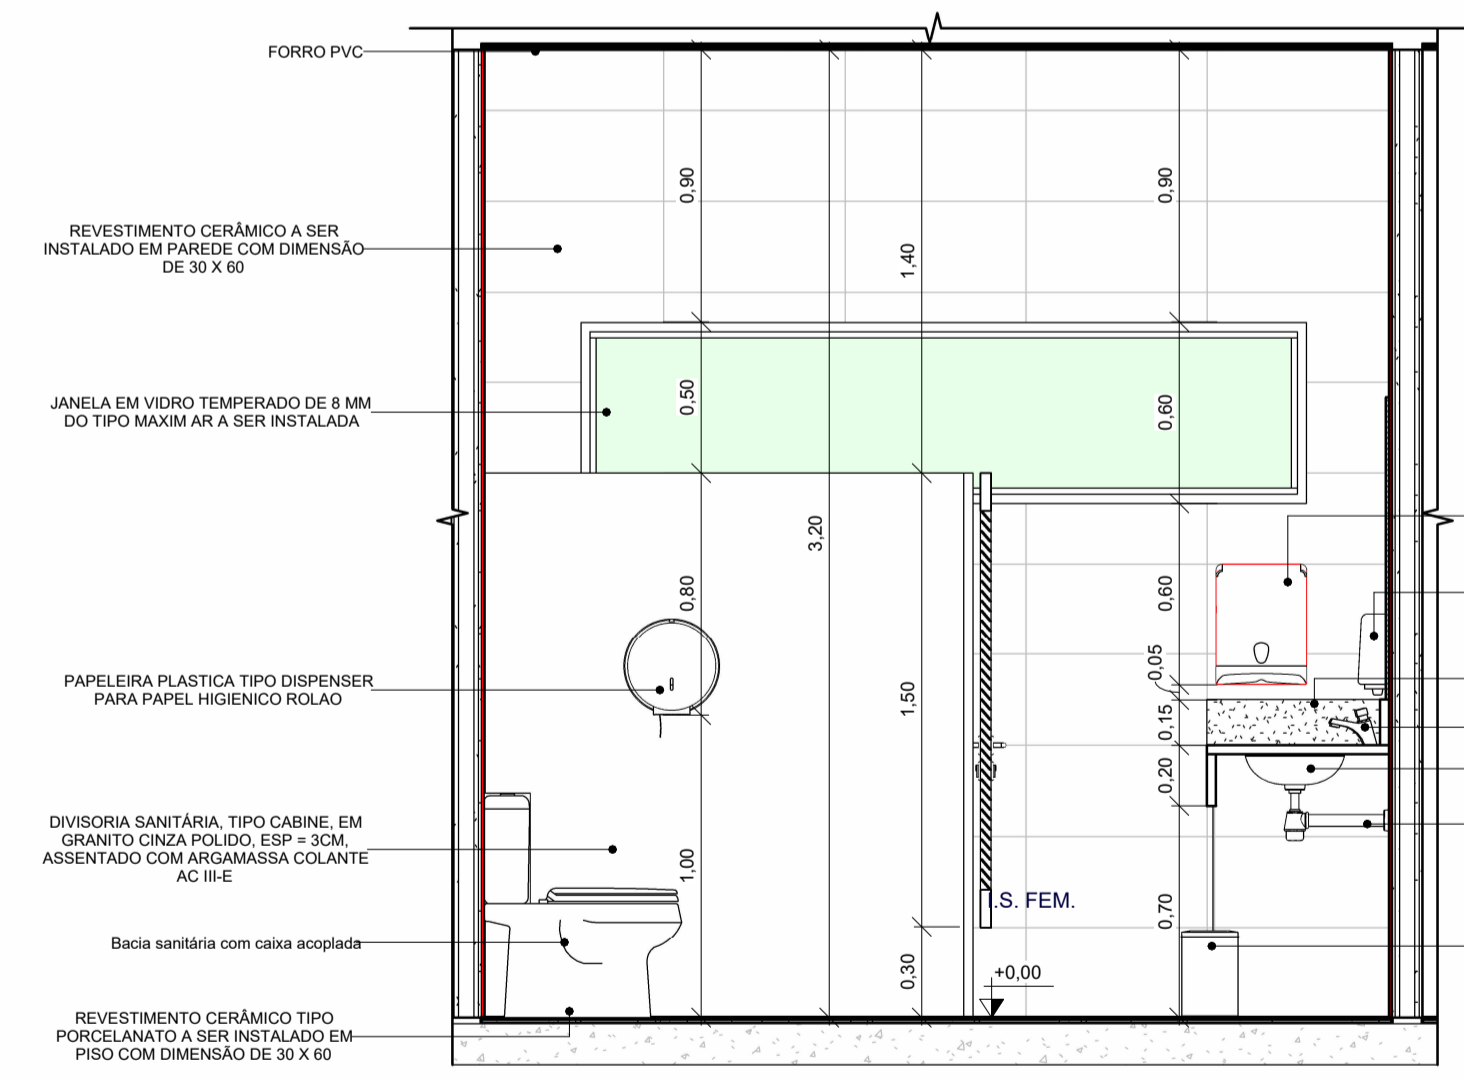 FORRO PVC
REVESTIMENTO CERÂMICO A SER
INSTALADO EM PAREDE COM DIMENSÃO
DE 30 X 60
JANELA EM VIDRO TEMPERADO DE 8 MM
DO TIPO MAXIM AR A SER INSTALADA
PAPELEIRA PLASTICA TIPO DISPENSER
PARA PAPEL HIGIENICO ROLAO
DIVISORIA SANITÁRIA, TIPO CABINE, EM
GRANITO CINZA POLIDO, ESP = 3CM,
ASSENTADO COM ARGAMASSA COLANTE
AC III-E
Bacia sanitária com caixa acoplada
REVESTIMENTO CERÂMICO TIPO
PORCELANATO A SER INSTALADO EM
PISO COM DIMENSÃO DE 30 X 60
0,90
0,50
0,80
1,00
3,20
1,40
1,50
0,30
I.S. FEM.
+0,00
0,90
0,60
0,60
0,05
0,15
0,20
0,70